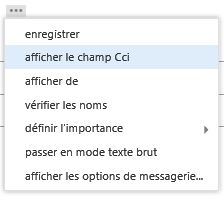 enregistrer
afficher le champ Cci
afficher de
vérifier les noms
définir l'importance
passer en mode texte brut
afficher les options de messagerie...